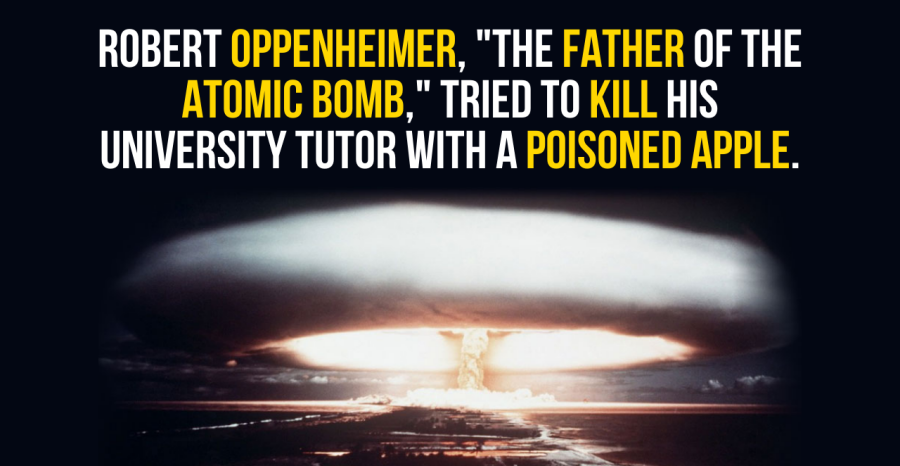 ROBERT OPPENHEIMER, "THE FATHER OF THE
ATOMIC BOMB," TRIED TO KILL HIS
UNIVERSITY TUTOR WITH A POISONED APPLE.